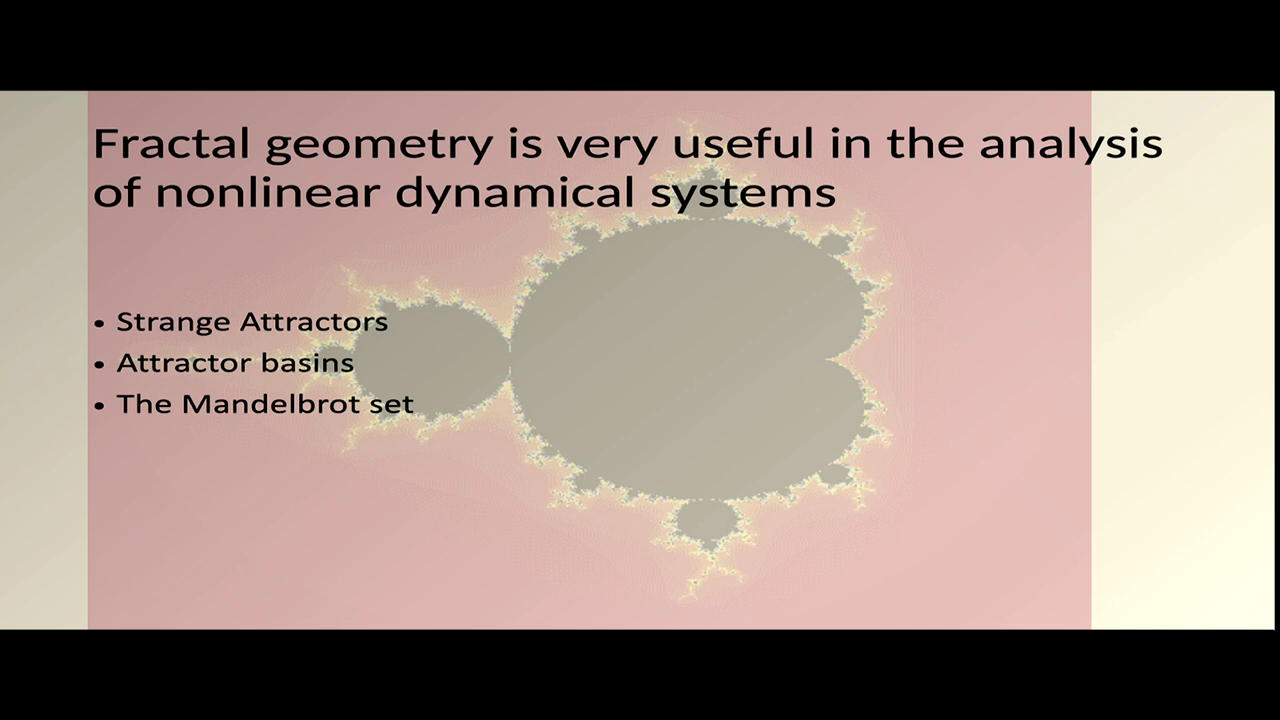 Fractal geometry is very useful in the analysis
of nonlinear dynamical systems
• Strange Attractors
• Attractor basins
• The Mandelbrot set